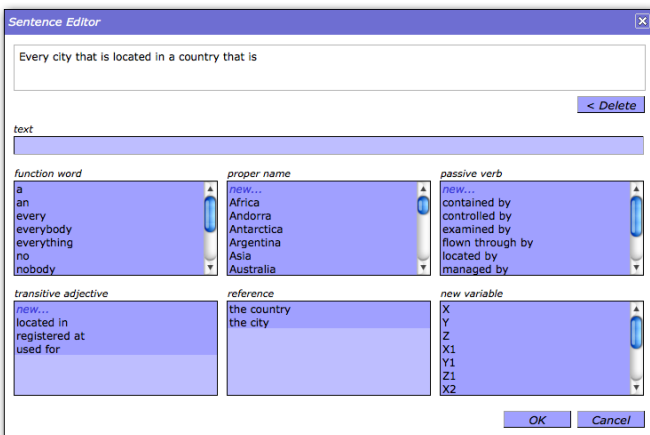 Sentence Editor
Every city that is located in a country that is
< Delete
text
function word
a
an
every
everybody
everything
no
nobody
proper name
new...
Africa
Andorra
Antarctica
Argentina
Asia
Australia
passive verb
new...
contained by
controlled by
examined by
flown through by
located by
managed by
transitive adjective
new...
located in
registered at
used for
reference
the country
the city
new variable
X
Y
Z
X1
Y1
Z1
X2
OK
Cancel